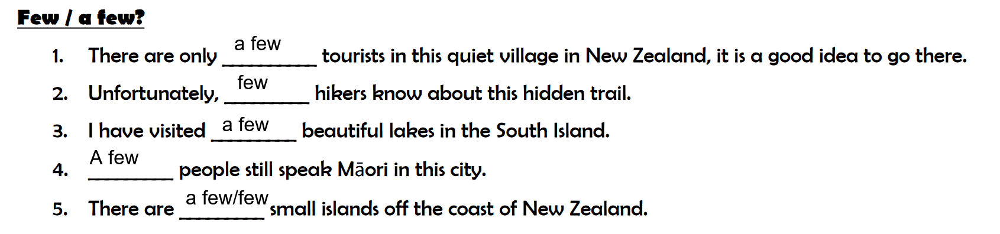 Few / a few?
1. There are only a few tourists in this quiet village in New Zealand, it is a good idea to go there.
2. Unfortunately, few hikers know about this hidden trail.
3. I have visited a few beautiful lakes in the South Island.
4. A few people still speak Māori in this city.
5. There are a few/few small islands off the coast of New Zealand.